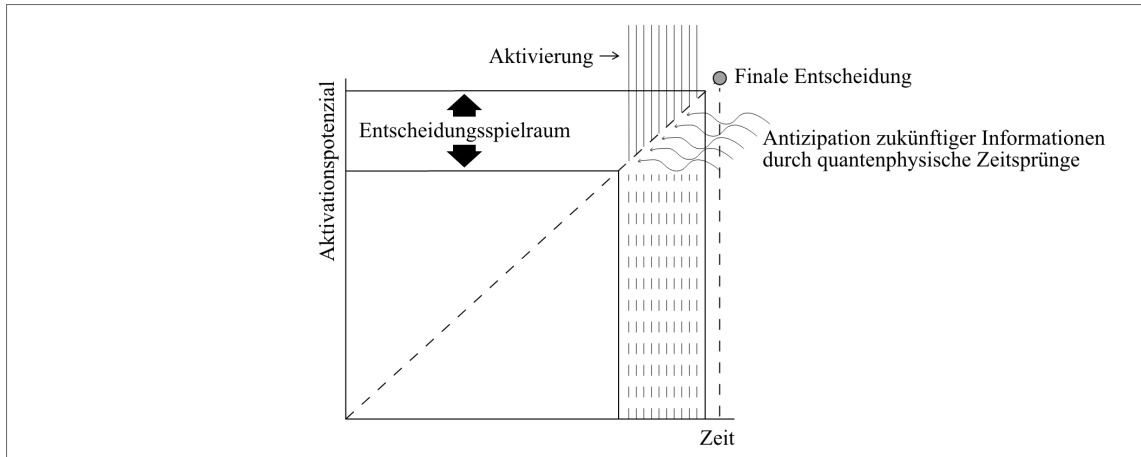 Aktivierung
Finale Entscheidung
Entscheidungsspielraum
Antizipation zukünftiger Informationen
durch quantenphysische Zeitsprünge
Aktivationspotenzial
Zeit